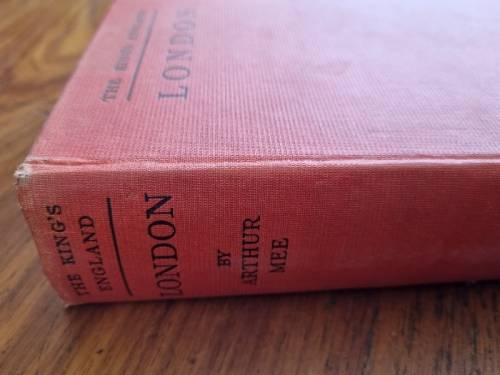 THE KING'S ENGLAND
LONDON
THE KING'S
ENGLAND
LONDON
BY
ARTHUR
MEE